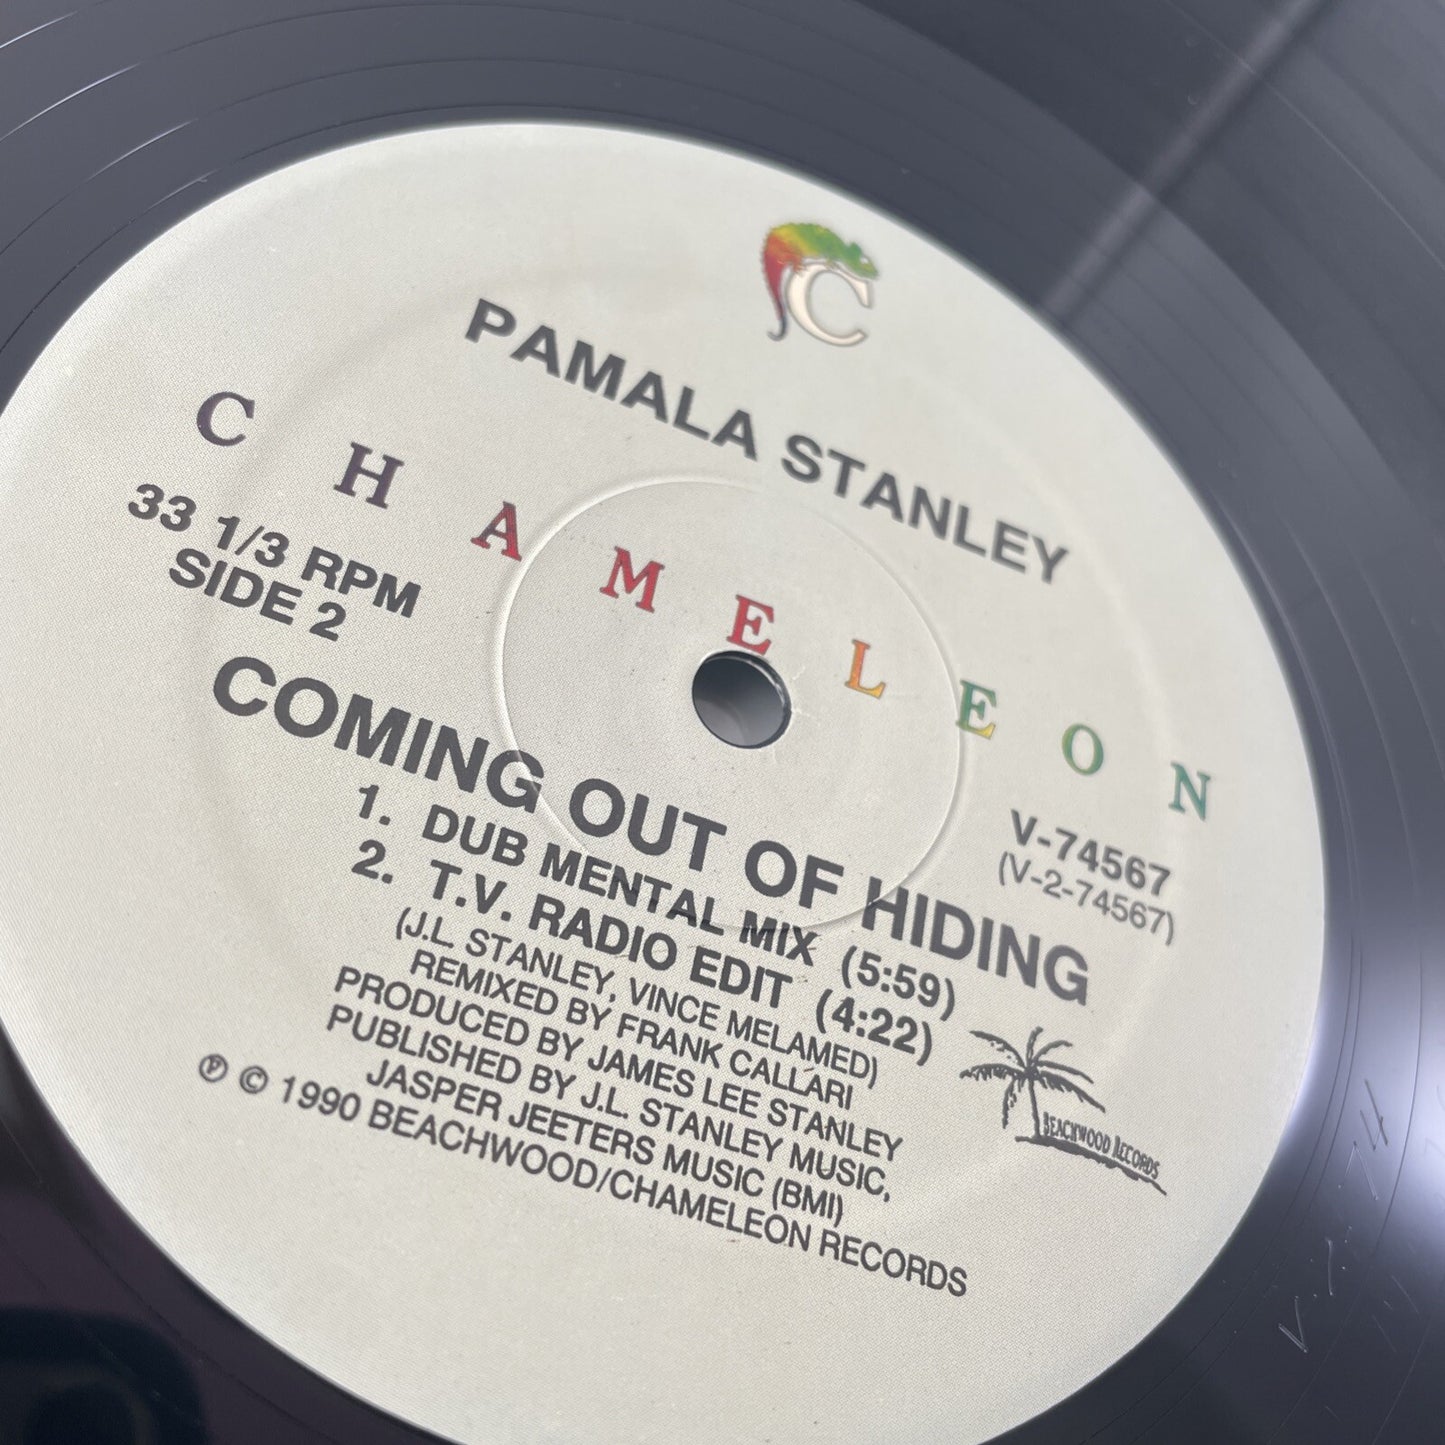 C
PAMALA STANLEY
CHAMELEON
33 1/3 RPM
SIDE 2
V-74567
(V-2-74567)
COMING OUT OF HIDING
1. DUB MENTAL MIX (5:59)
2. T.V. RADIO EDIT (4:22)
(J.L. STANLEY, VINCE MELAMED)
REMIXED BY FRANK CALLARI
PRODUCED BY JAMES LEE STANLEY
PUBLISHED BY J.L. STANLEY MUSIC,
JASPER JEETERS MUSIC (BMI)
℗ © 1990 BEACHWOOD/CHAMELEON RECORDS
BEACHWOOD RECORDS